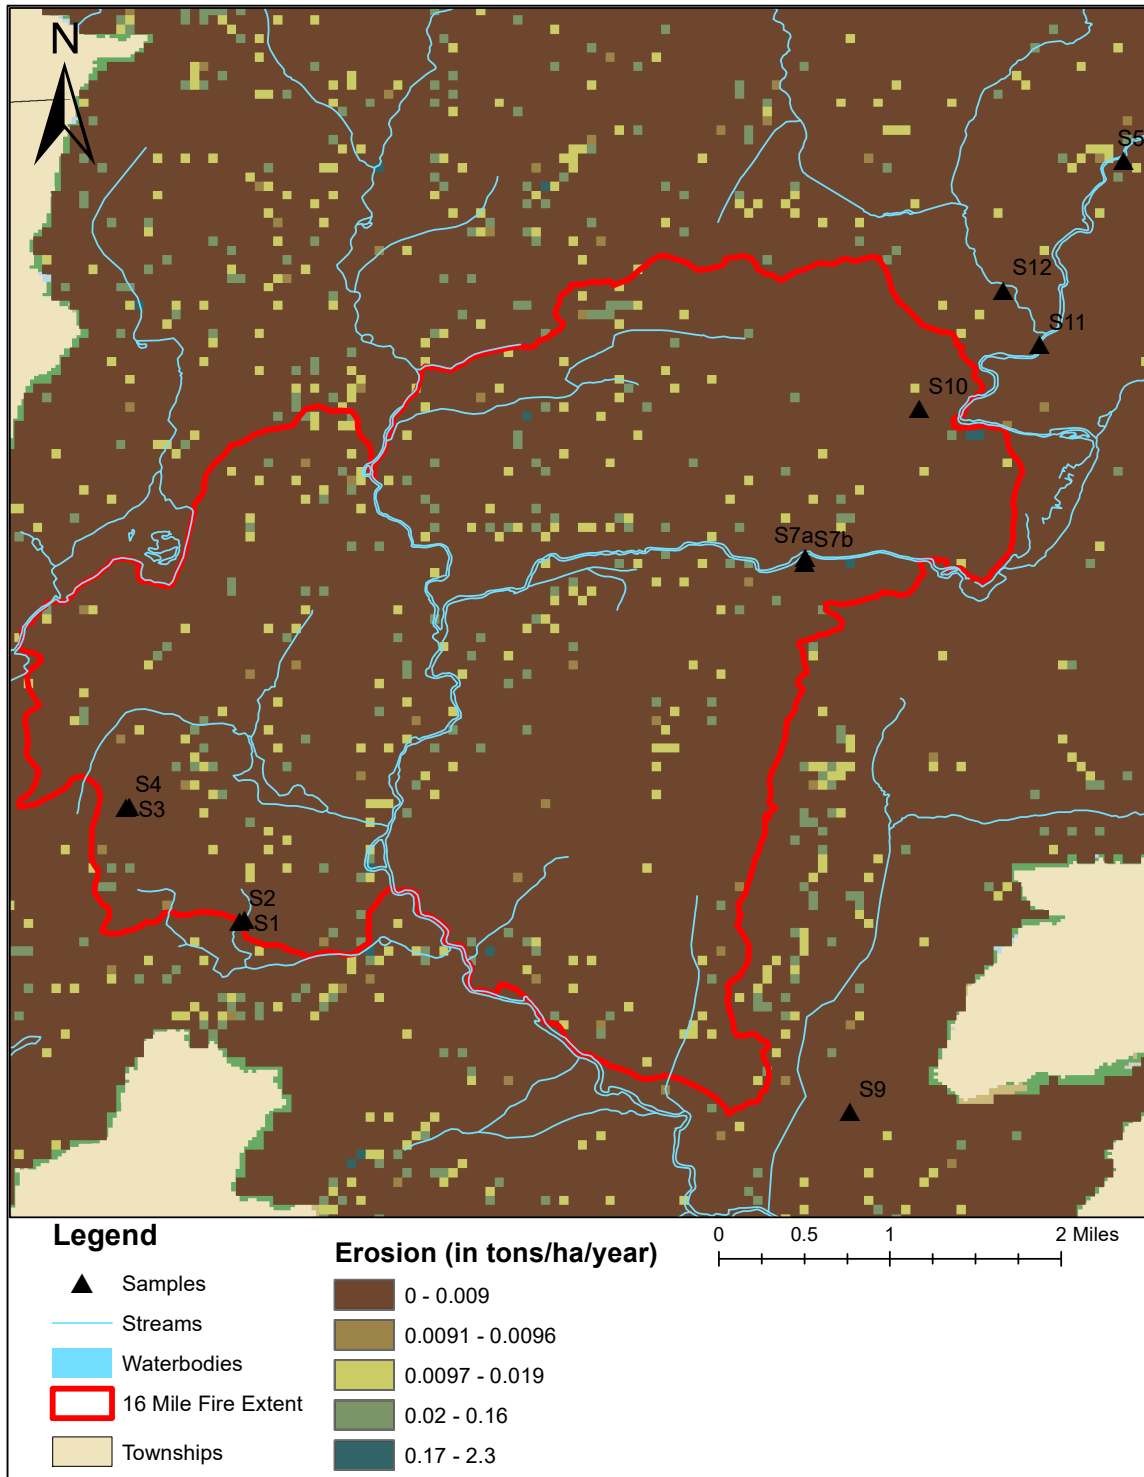 N
S5
S12
S11
S10
S7a S7b
S4
S3
S2
S1
S9
Legend
Samples
Streams
Waterbodies
16 Mile Fire Extent
Townships
Erosion (in tons/ha/year)
0 - 0.009
0.0091 - 0.0096
0.0097 - 0.019
0.02 - 0.16
0.17 - 2.3
0 0.5 1 2 Miles